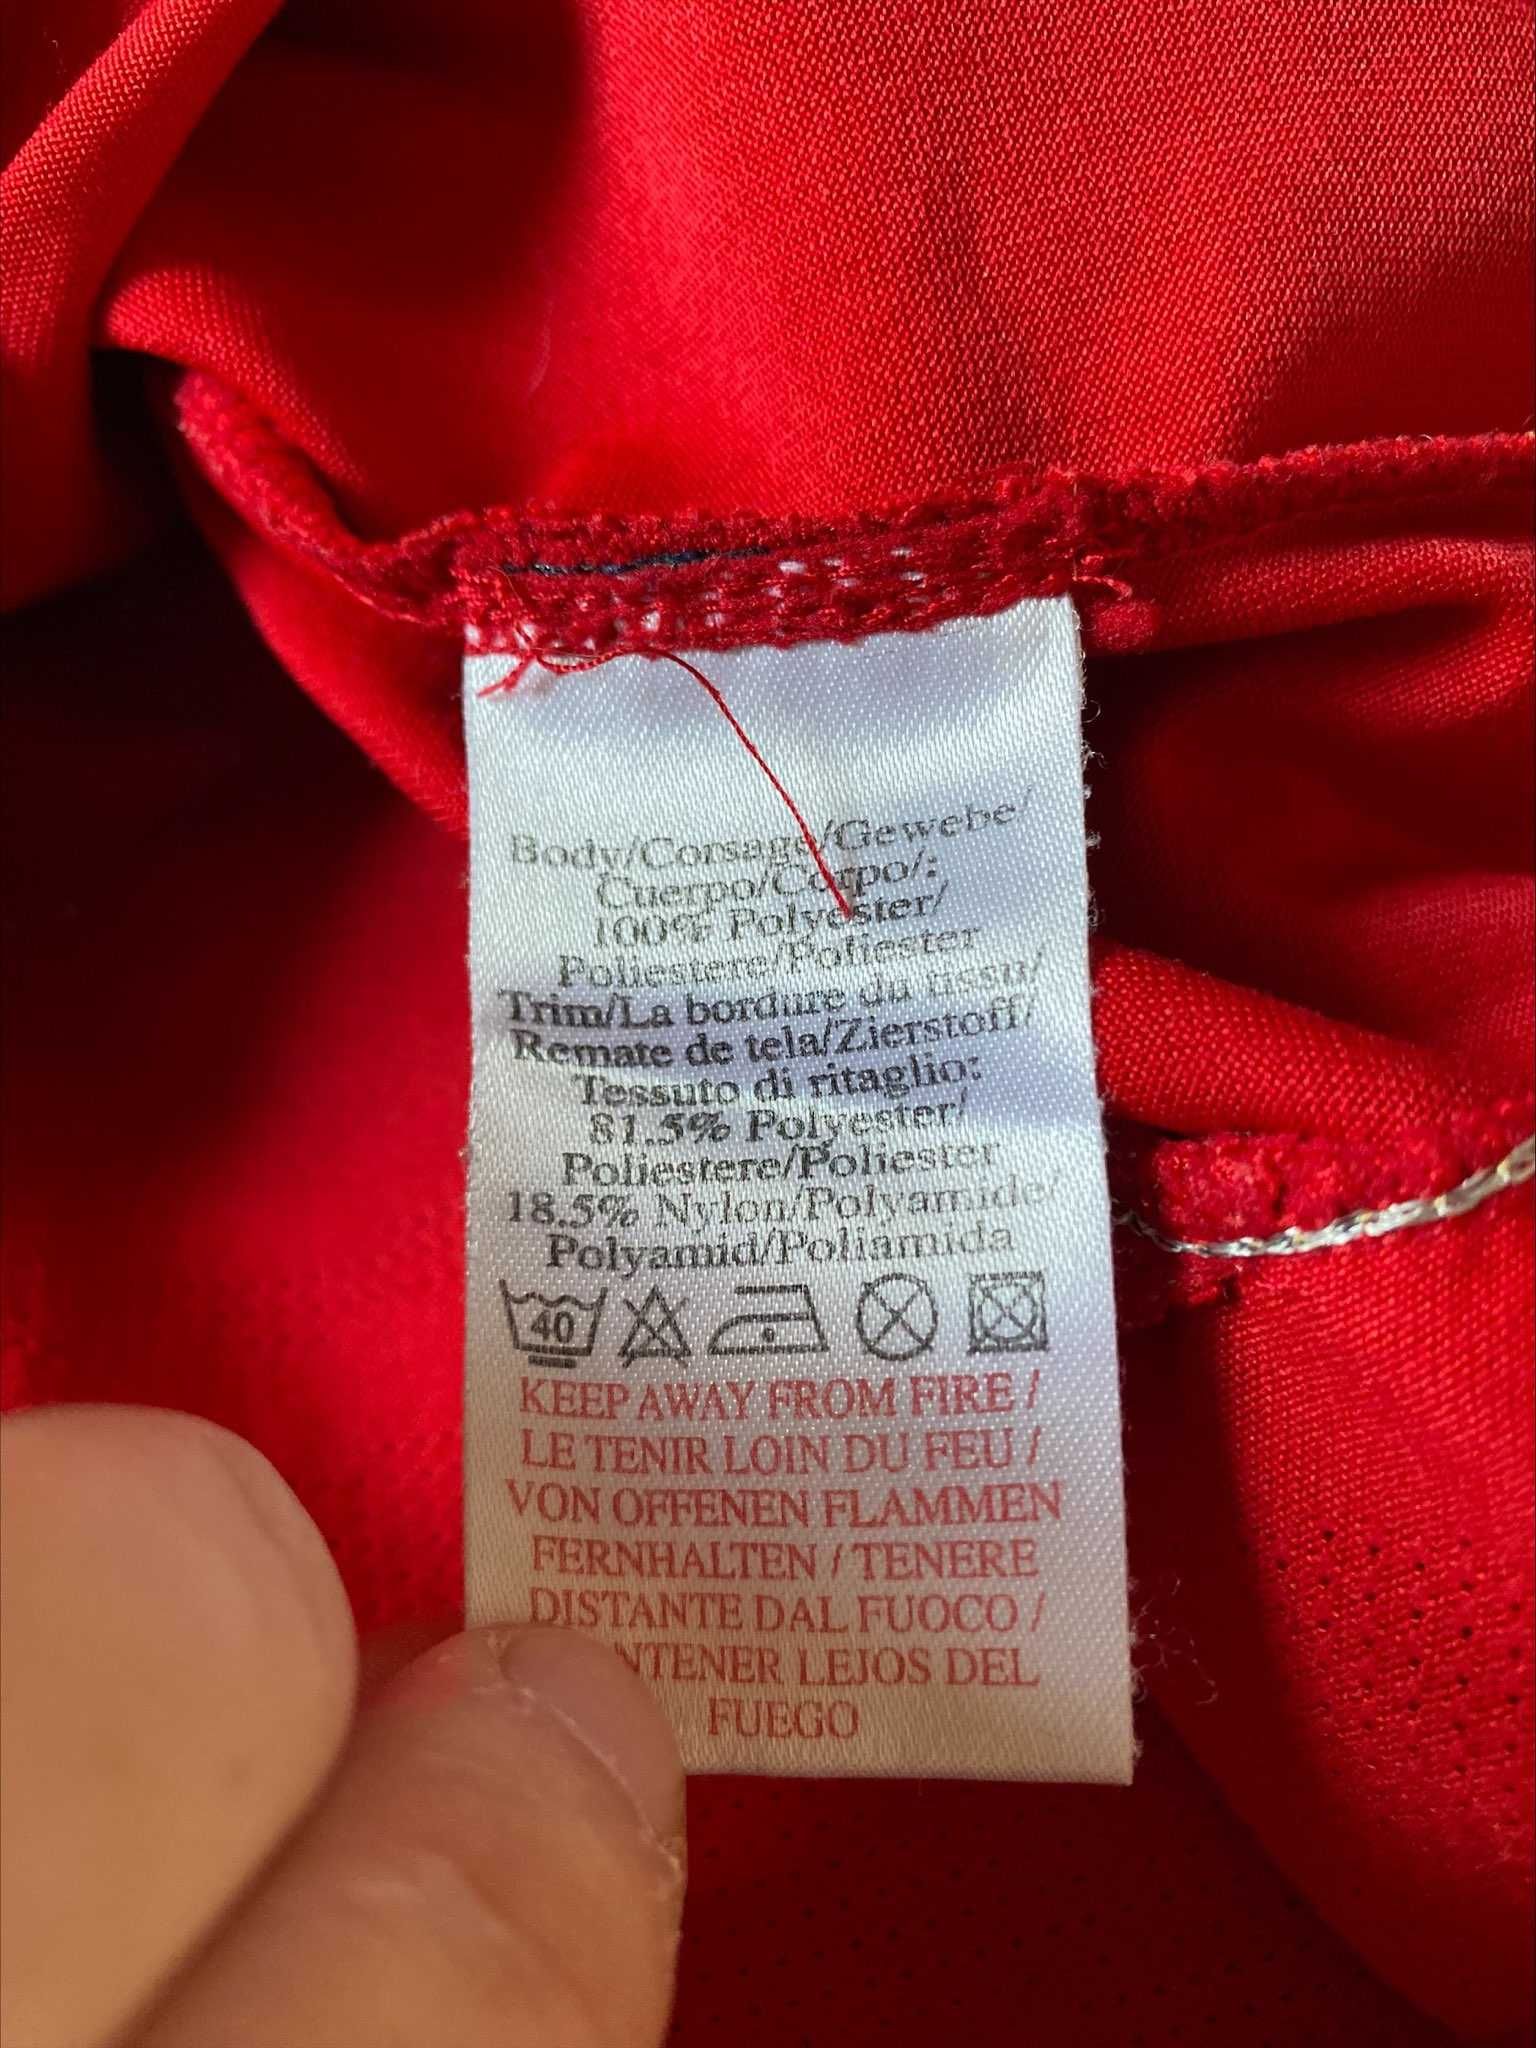 Body/Corsage/Gewebe/
Cuerpo/Corpo/:
100% Polyester/
Poliestere/Poliester
Trim/La bordure du tissu/
Remate de tela/Zierstoff/
Tessuto di ritaglio:
81.5% Polyester/
Poliestere/Poliester
18.5% Nylon/Polyamide/
Polyamid/Poliamida
40
KEEP AWAY FROM FIRE /
LE TENIR LOIN DU FEU /
VON OFFENEN FLAMMEN
FERNHALTEN / TENERE
DISTANTE DAL FUOCO /
LEJOS DEL
FUEGO